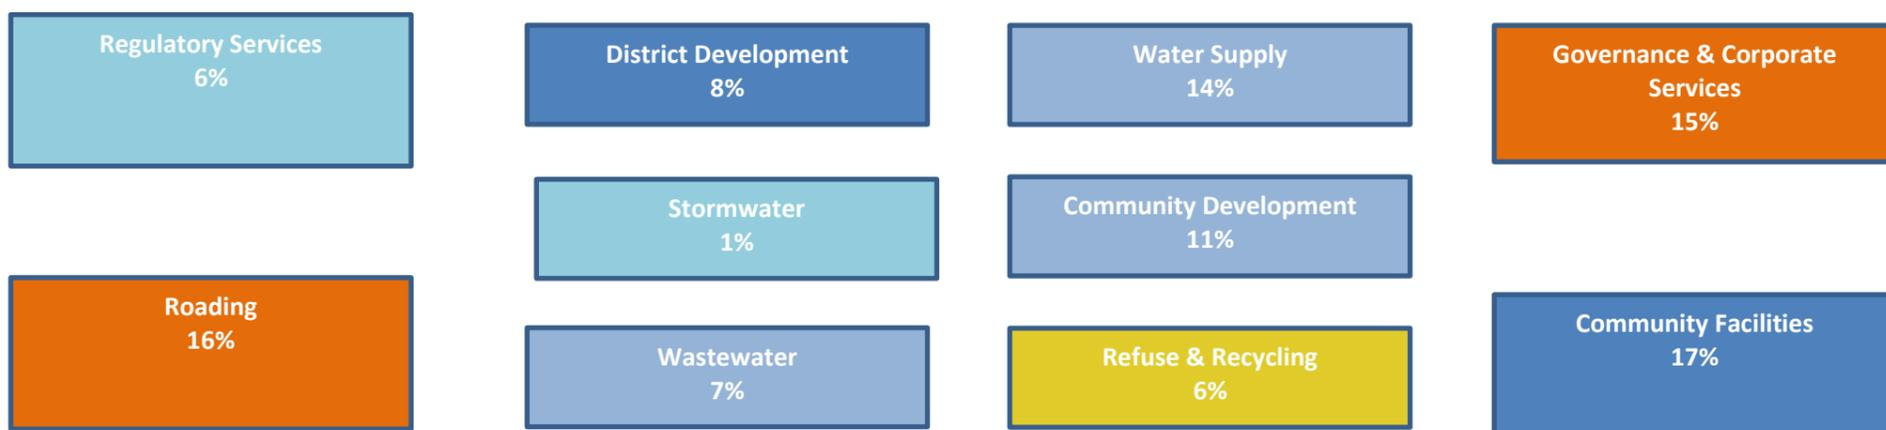 Regulatory Services
6%
District Development
8%
Water Supply
14%
Governance & Corporate
Services
15%
Stormwater
1%
Community Development
11%
Roading
16%
Wastewater
7%
Refuse & Recycling
6%
Community Facilities
17%